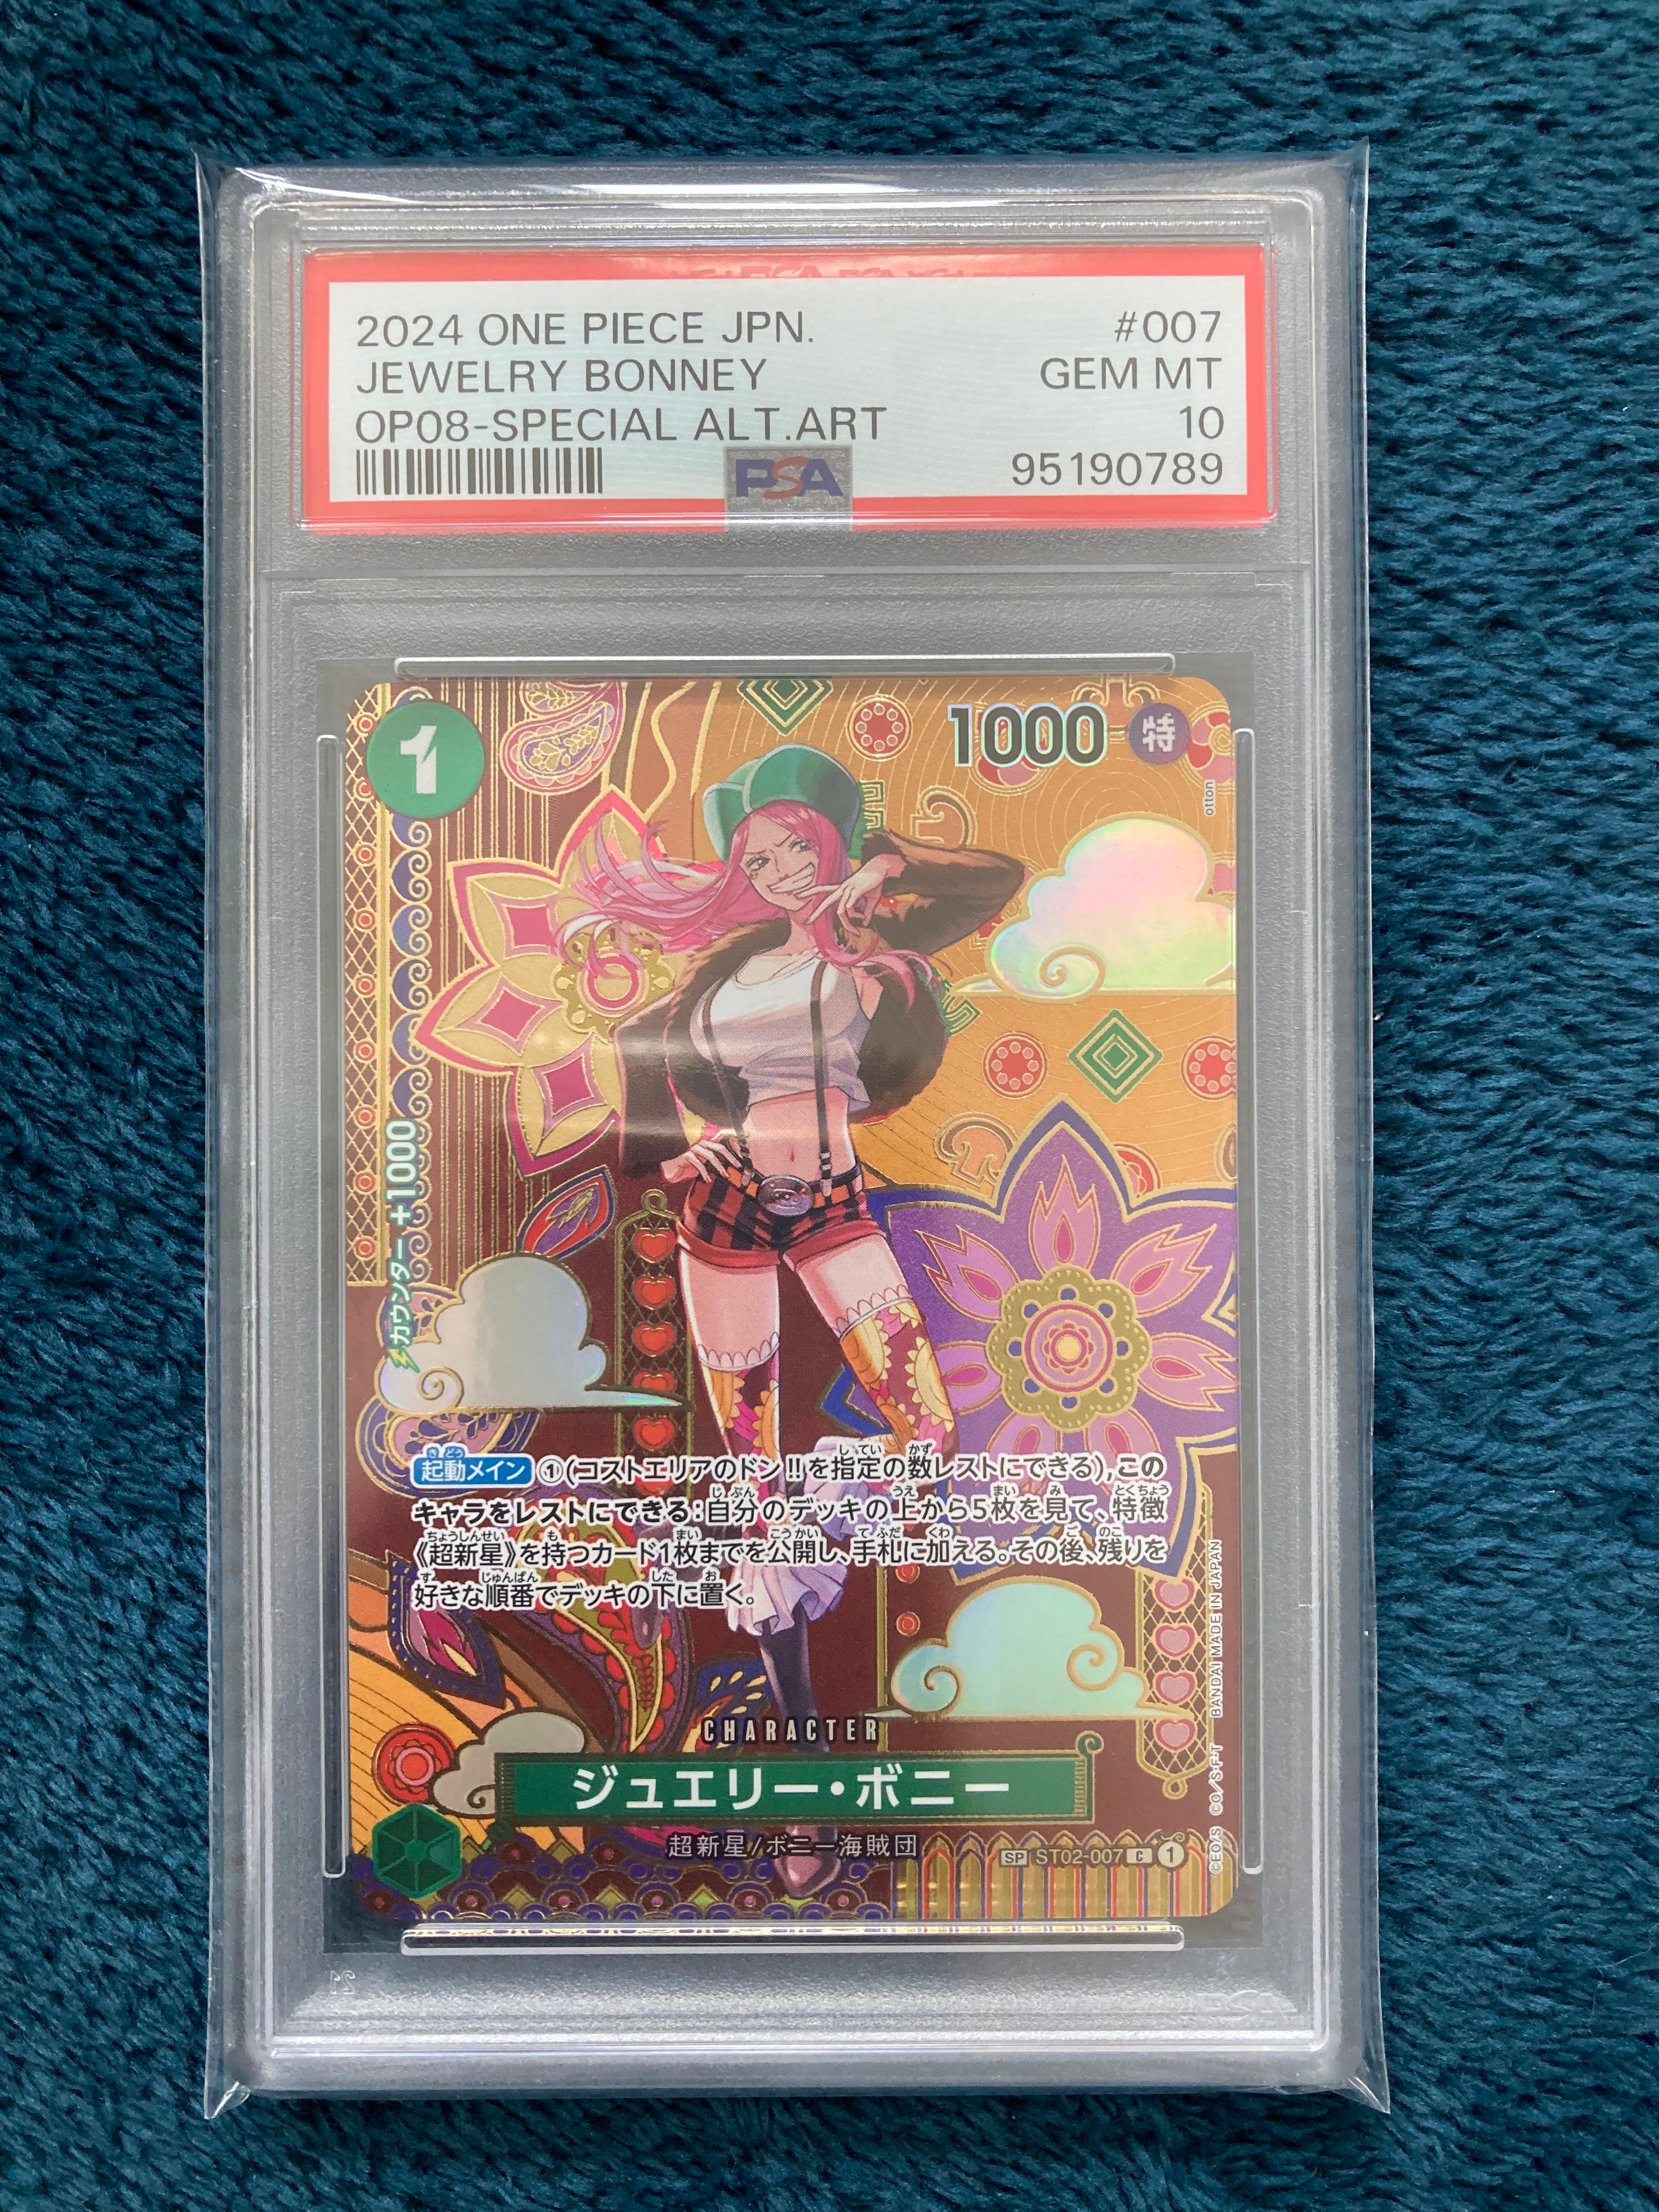 2024 ONE PIECE JPN. #007
JEWELRY BONNEY GEM MT
OP08-SPECIAL ALT.ART 10
PSA 95190789
1
1000 特
otton
カウンター +1000
起動メイン ①(コストエリアのドン!!を指定の数レストにできる),この
キャラをレストにできる:自分のデッキの上から5枚を見て、特徴
《超新星》を持つカード1枚までを公開し、手札に加える。その後、残りを
好きな順番でデッキの下に置く。
CHARACTER
ジュエリー・ボニー
超新星/ボニー海賊団
SP ST02-007 C 1
©EO/S ©O/S・F・T BANDAI MADE IN JAPAN